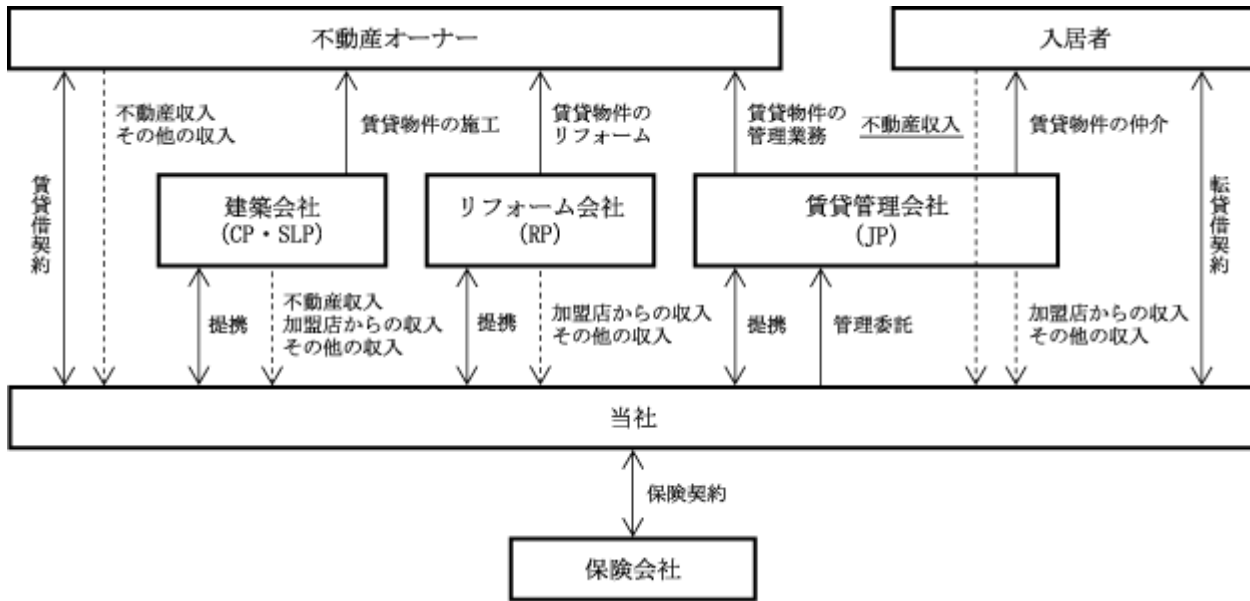 不動産オーナー
入居者
不動産収入
その他の収入
賃貸物件の施工
賃貸物件の
リフォーム
賃貸物件の
管理業務
不動産収入
賃貸物件の仲介
賃貸借契約
建築会社
(CP・SLP)
リフォーム会社
(RP)
賃貸管理会社
(JP)
転貸借契約
提携
不動産収入
加盟店からの収入
その他の収入
提携
加盟店からの収入
その他の収入
提携
管理委託
加盟店からの収入
その他の収入
当社
保険契約
保険会社